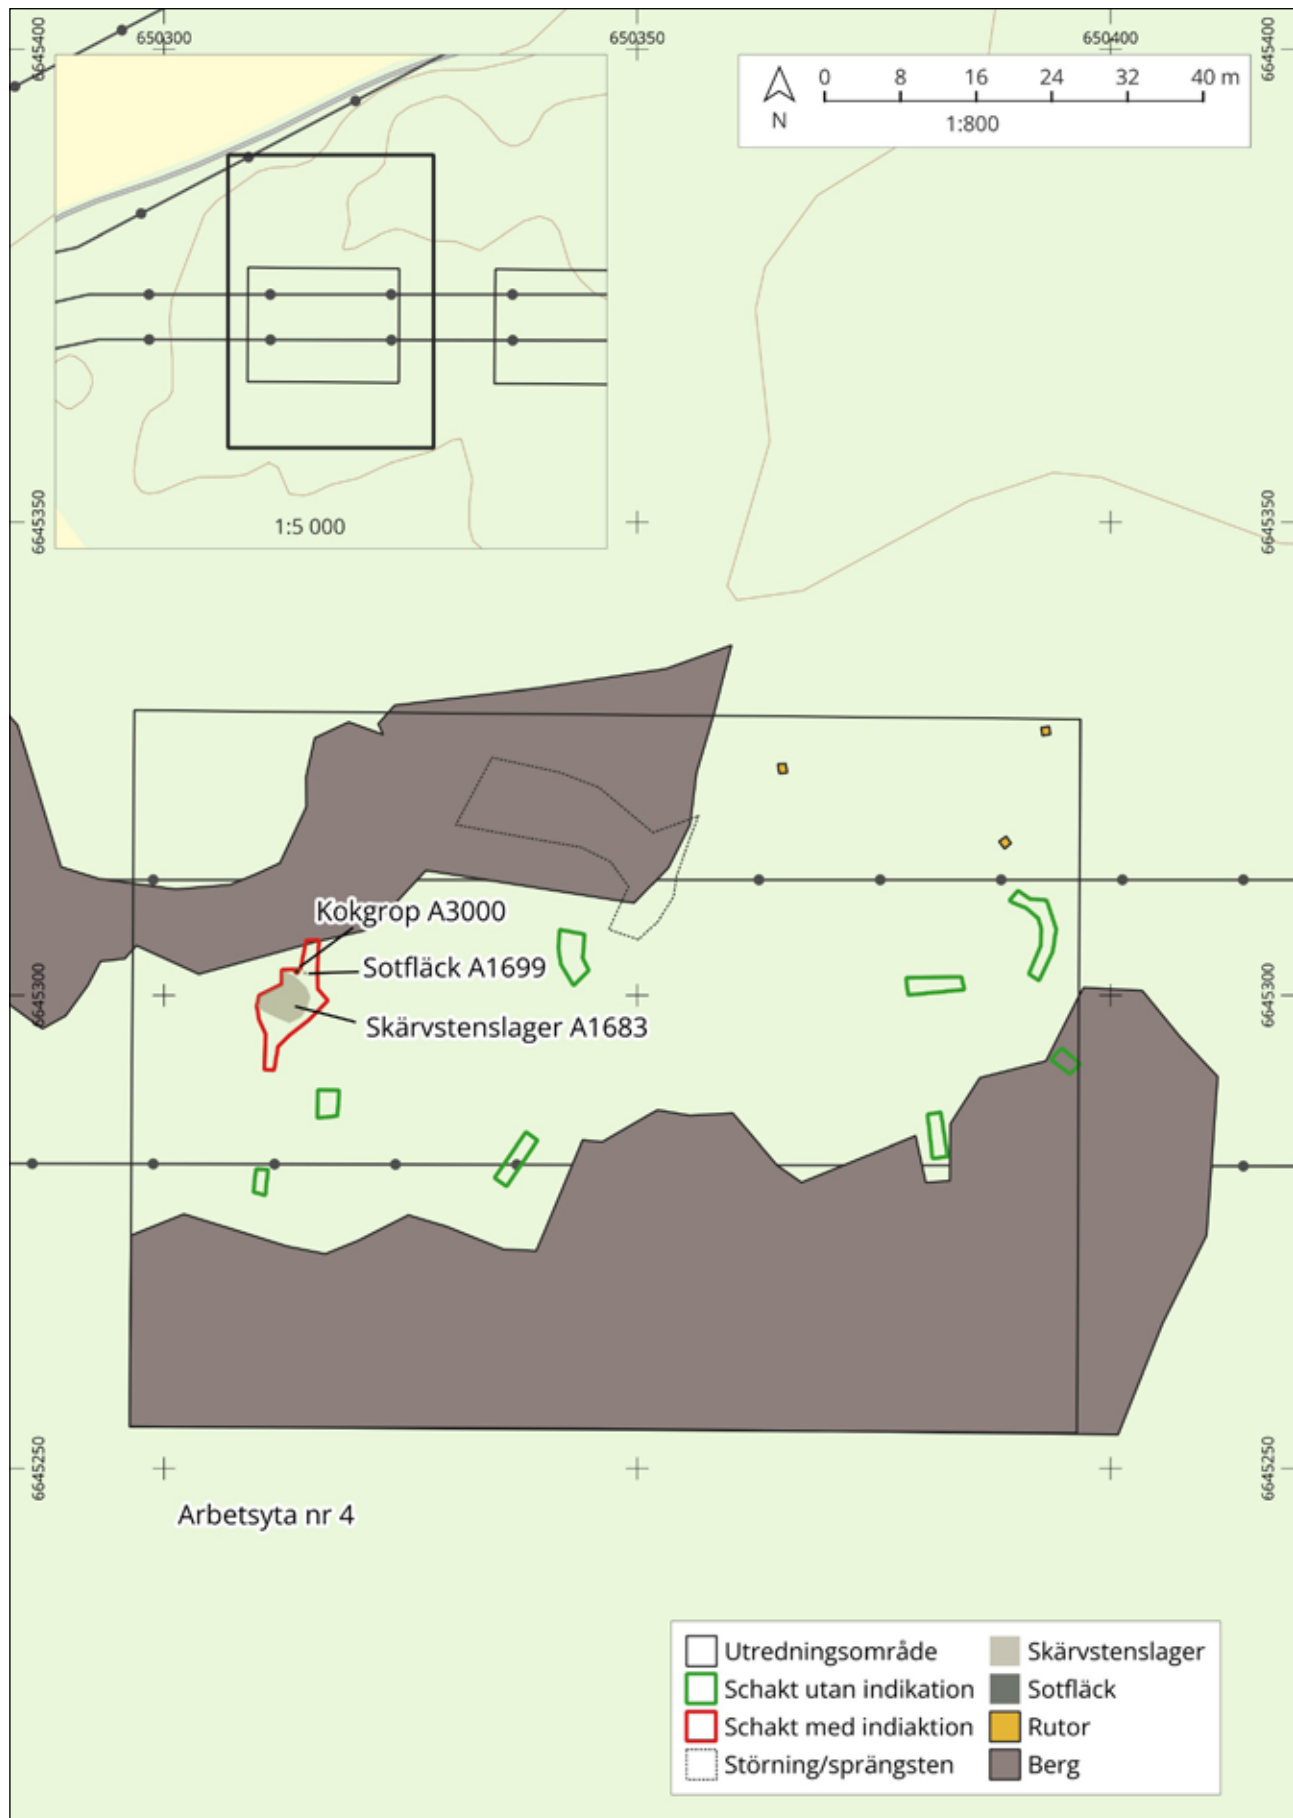 650300
650350
650400
6645400
6645400
0 8 16 24 32 40 m
N
1:800
6645350
6645350
1:5 000
Kokgrop A3000
Sotfläck A1699
6645300
6645300
Skärvstenslager A1683
6645250
6645250
Arbetsyta nr 4
Utredningsområde
Schakt utan indikation
Schakt med indiaktion
Störning/sprängsten
Skärvstenslager
Sotfläck
Rutor
Berg